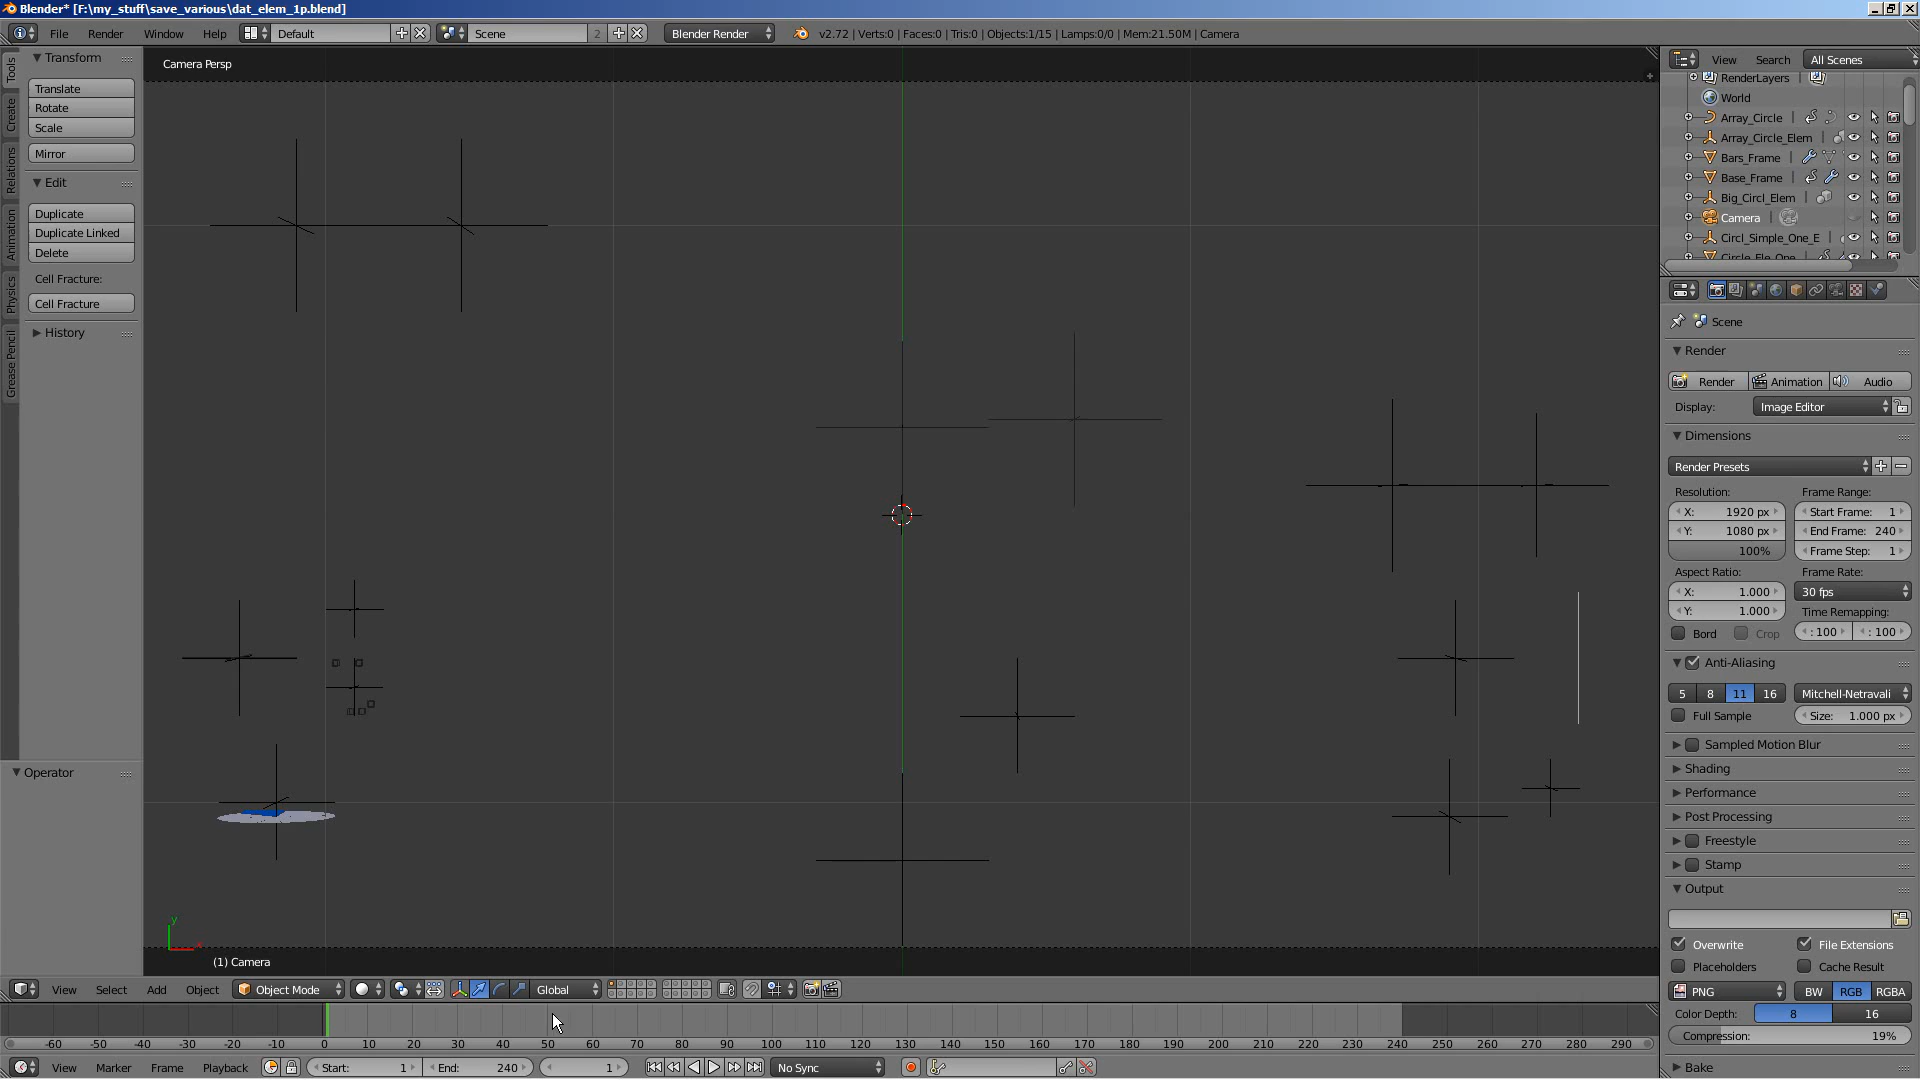 Blender* [F:\my_stuff\save_various\dat_elem_1p.blend]
File Render Window Help Default Scene 2 Blender Render v2.72 | Verts:0 | Faces:0 | Tris:0 | Objects:1/15 | Lamps:0/0 | Mem:21.50M | Camera
Tools
Create
Relations
Animation
Physics
Grease Pencil
Transform
Translate
Rotate
Scale
Mirror
Edit
Duplicate
Duplicate Linked
Delete
Cell Fracture:
Cell Fracture
History
Operator
Camera Persp
y
x
(1) Camera
View Select Add Object Object Mode Global
-60 -50 -40 -30 -20 -10 0 10 20 30 40 50 60 70 80 90 100 110 120 130 140 150 160 170 180 190 200 210 220 230 240 250 260 270 280 290
View Marker Frame Playback Start: 1 End: 240 1 No Sync
View Search All Scenes
RenderLayers
World
Array_Circle
Array_Circle_Elem
Bars_Frame
Base_Frame
Big_Circl_Elem
Camera
Circl_Simple_One_E
Circle_Ele_One
Scene
Render
Render Animation Audio
Display: Image Editor
Dimensions
Render Presets
Resolution: Frame Range:
X: 1920 px Start Frame: 1
Y: 1080 px End Frame: 240
100% Frame Step: 1
Aspect Ratio: Frame Rate:
X: 1.000 30 fps
Y: 1.000 Time Remapping:
Bord Crop : 100 : 100
Anti-Aliasing
5 8 11 16 Mitchell-Netravali
Full Sample Size: 1.000 px
Sampled Motion Blur
Shading
Performance
Post Processing
Freestyle
Stamp
Output
Overwrite File Extensions
Placeholders Cache Result
PNG BW RGB RGBA
Color Depth: 8 16
Compression: 19%
Bake